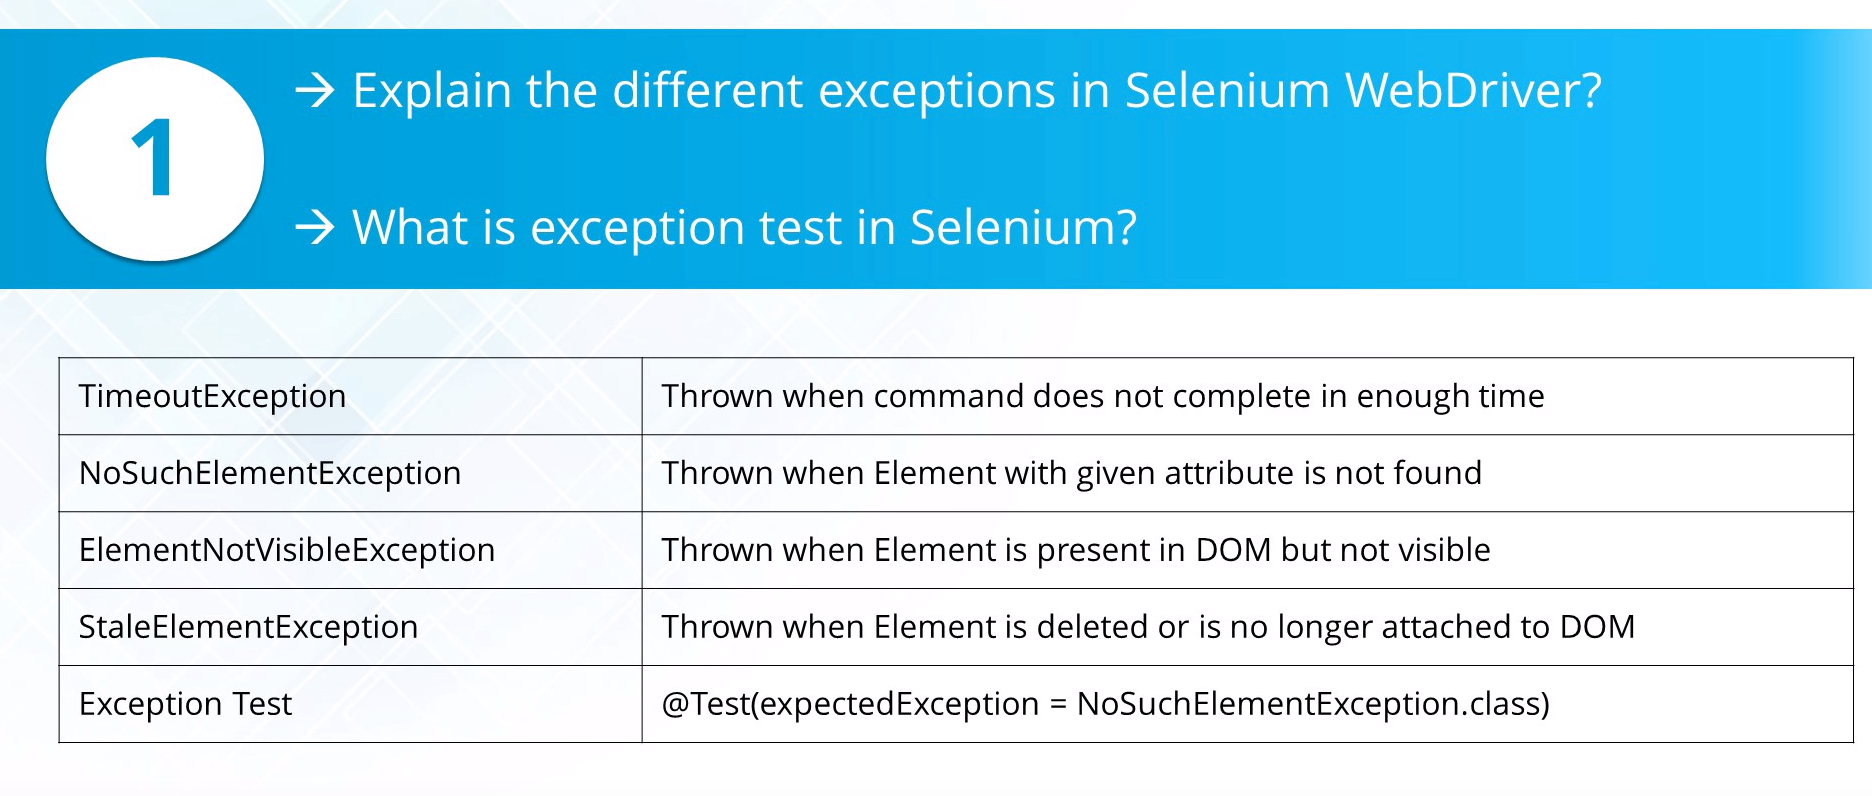 1
→ Explain the different exceptions in Selenium WebDriver?
→ What is exception test in Selenium?
TimeoutException Thrown when command does not complete in enough time
NoSuchElementException Thrown when Element with given attribute is not found
ElementNotVisibleException Thrown when Element is present in DOM but not visible
StaleElementException Thrown when Element is deleted or is no longer attached to DOM
Exception Test @Test(expectedException = NoSuchElementException.class)